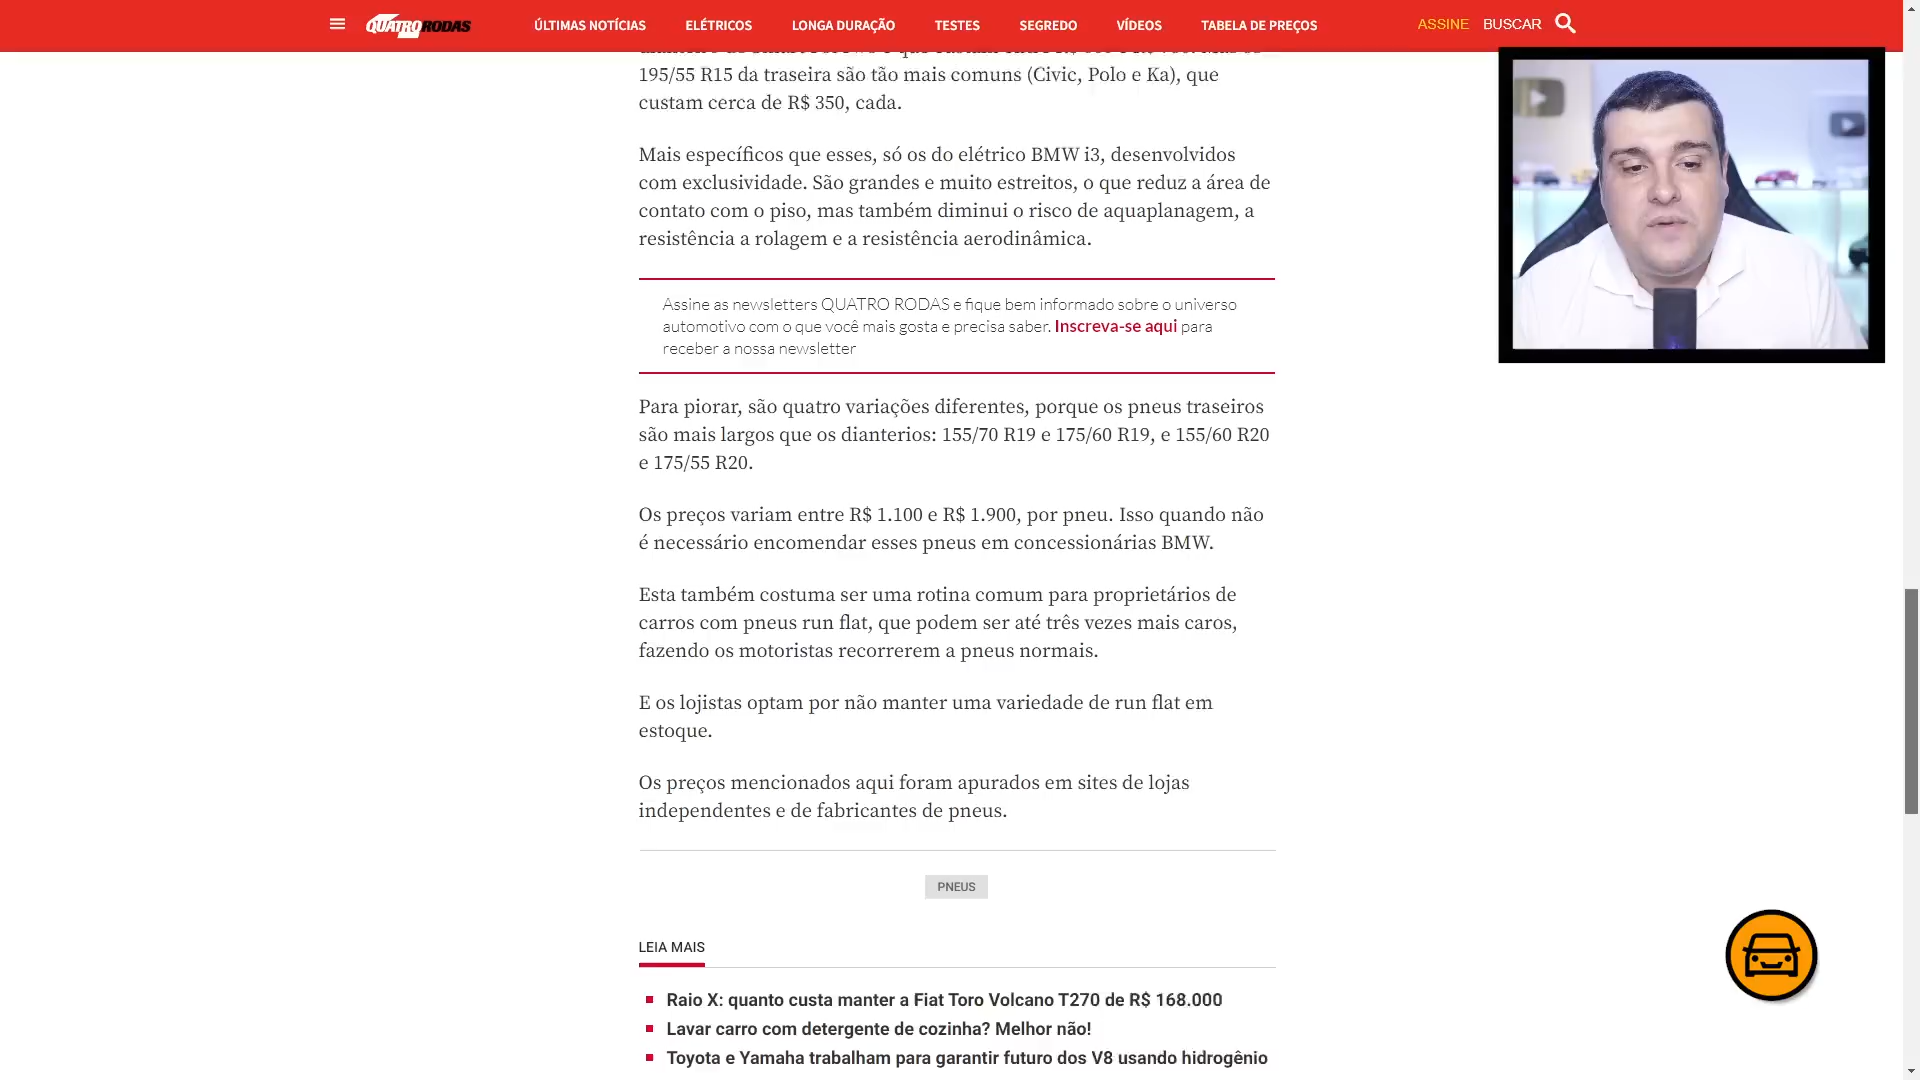 QUATRO RODAS
ÚLTIMAS NOTÍCIAS
ELÉTRICOS
LONGA DURAÇÃO
TESTES
SEGREDO
VÍDEOS
TABELA DE PREÇOS
ASSINE
BUSCAR
195/55 R15 da traseira são tão mais comuns (Civic, Polo e Ka), que
custam cerca de R$ 350, cada.
Mais específicos que esses, só os do elétrico BMW i3, desenvolvidos
com exclusividade. São grandes e muito estreitos, o que reduz a área de
contato com o piso, mas também diminui o risco de aquaplanagem, a
resistência a rolagem e a resistência aerodinâmica.
Assine as newsletters QUATRO RODAS e fique bem informado sobre o universo
automotivo com o que você mais gosta e precisa saber. Inscreva-se aqui para
receber a nossa newsletter
Para piorar, são quatro variações diferentes, porque os pneus traseiros
são mais largos que os dianterios: 155/70 R19 e 175/60 R19, e 155/60 R20
e 175/55 R20.
Os preços variam entre R$ 1.100 e R$ 1.900, por pneu. Isso quando não
é necessário encomendar esses pneus em concessionárias BMW.
Esta também costuma ser uma rotina comum para proprietários de
carros com pneus run flat, que podem ser até três vezes mais caros,
fazendo os motoristas recorrerem a pneus normais.
E os lojistas optam por não manter uma variedade de run flat em
estoque.
Os preços mencionados aqui foram apurados em sites de lojas
independentes e de fabricantes de pneus.
PNEUS
LEIA MAIS
Raio X: quanto custa manter a Fiat Toro Volcano T270 de R$ 168.000
Lavar carro com detergente de cozinha? Melhor não!
Toyota e Yamaha trabalham para garantir futuro dos V8 usando hidrogênio